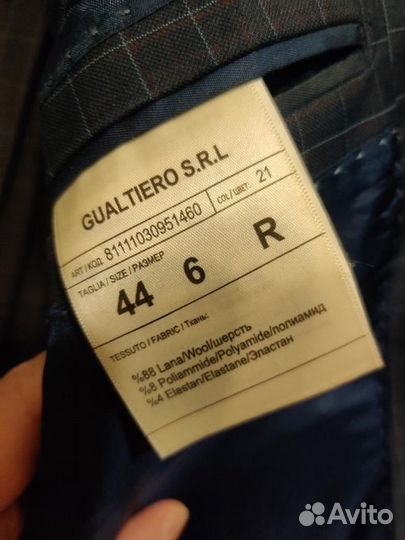 GUALTIERO S.R.L
ART / КОД: 81111030951460 COL / ЦВЕТ: 21
TAGLIA / SIZE / РАЗМЕР
44 6 R
TESSUTO / FABRIC / Ткань:
%88 Lana/Wool/шерсть
%8 Poliammide/Polyamide/полиамид
%4 Elastan/Elastane/Эластан
Avito